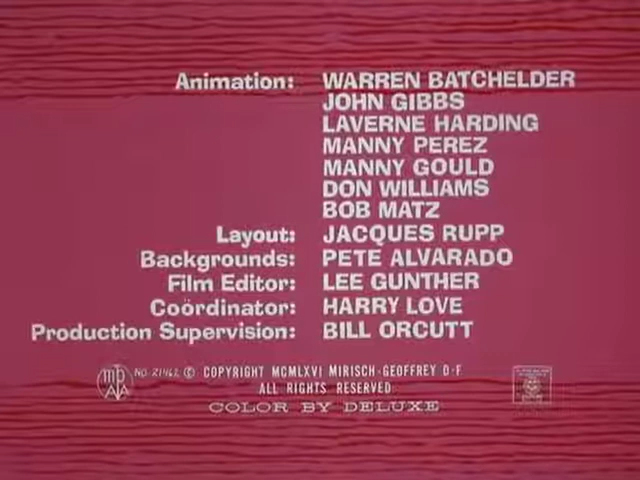 Animation: WARREN BATCHELDER
JOHN GIBBS
LAVERNE HARDING
MANNY PEREZ
MANNY GOULD
DON WILLIAMS
BOB MATZ
Layout: JACQUES RUPP
Backgrounds: PETE ALVARADO
Film Editor: LEE GUNTHER
Coördinator: HARRY LOVE
Production Supervision: BILL ORCUTT
NO. © COPYRIGHT MCMLXVI MIRISCH-GEOFFREY D-F
ALL RIGHTS RESERVED
COLOR BY DELUXE